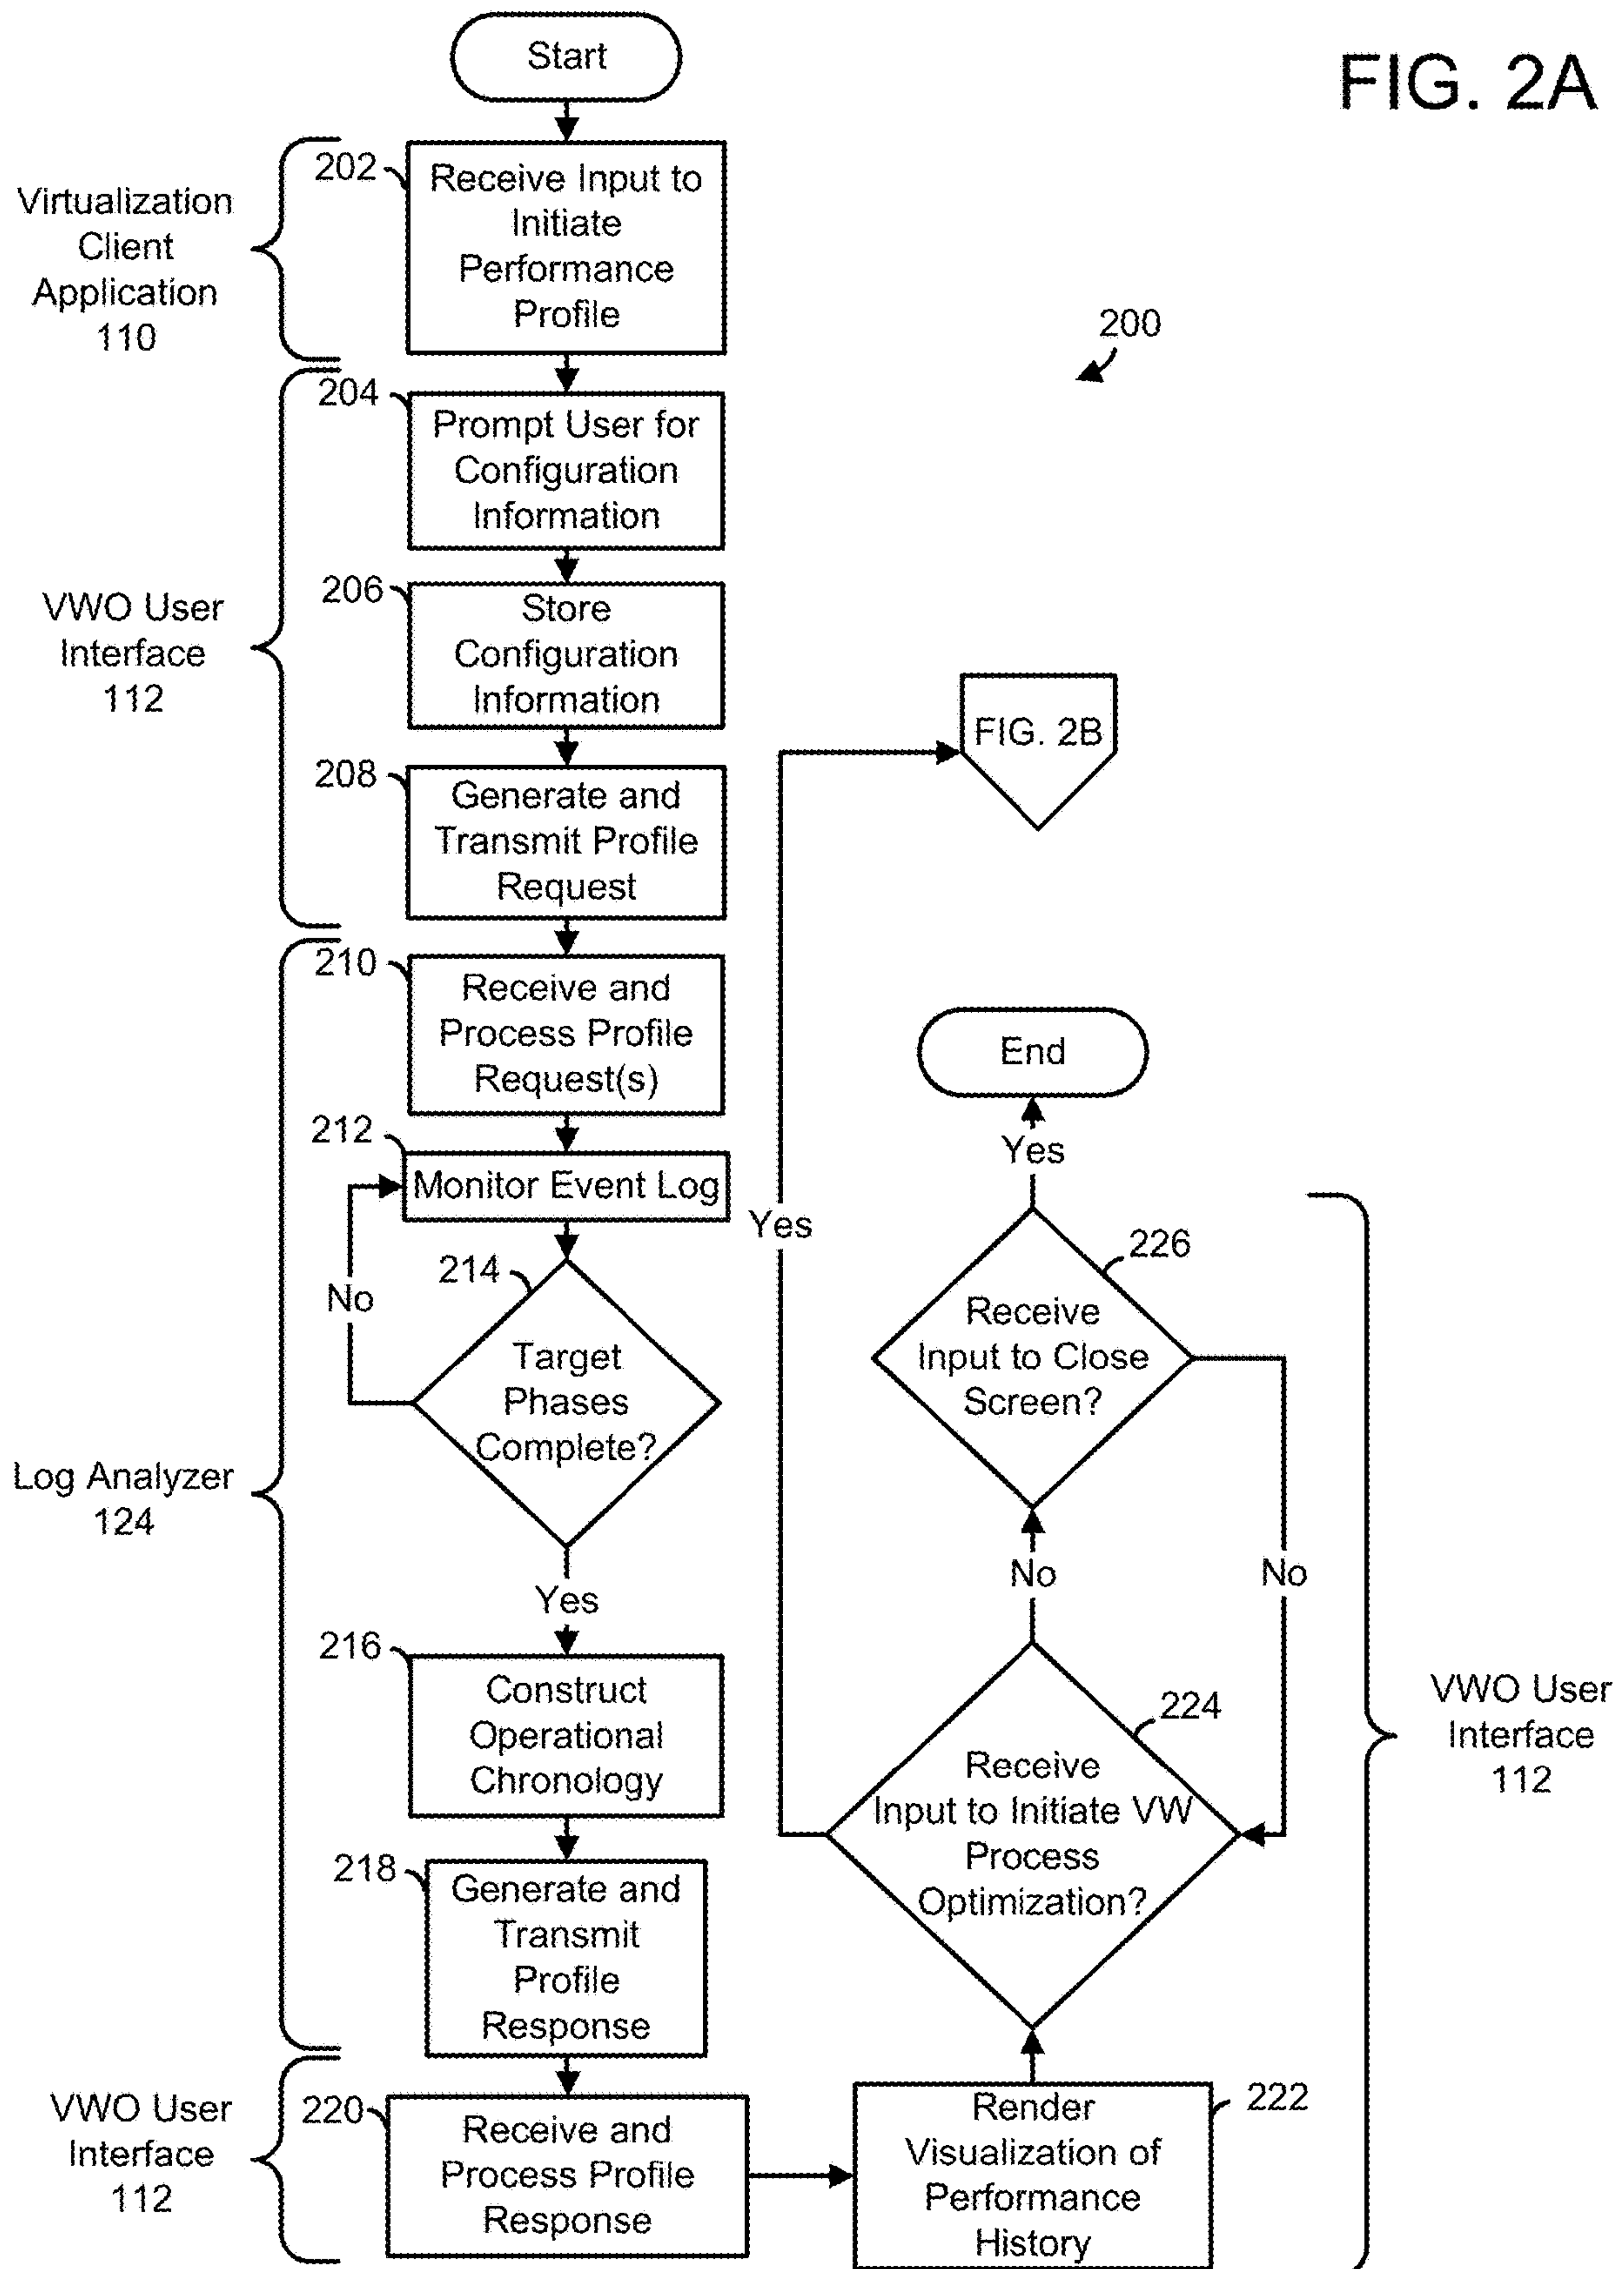 FIG. 2A
Start
Virtualization
Client
Application
110
202
Receive Input to
Initiate
Performance
Profile
200
VWO User
Interface
112
204
Prompt User for
Configuration
Information
206
Store
Configuration
Information
208
Generate and
Transmit Profile
Request
Log Analyzer
124
210
Receive and
Process Profile
Request(s)
212
Monitor Event Log
214
Target
Phases
Complete?
No
Yes
216
Construct
Operational
Chronology
218
Generate and
Transmit
Profile
Response
VWO User
Interface
112
220
Receive and
Process Profile
Response
222
Render
Visualization of
Performance
History
224
Receive
Input to Initiate VW
Process
Optimization?
Yes
FIG. 2B
No
226
Receive
Input to Close
Screen?
No
Yes
End
VWO User
Interface
112